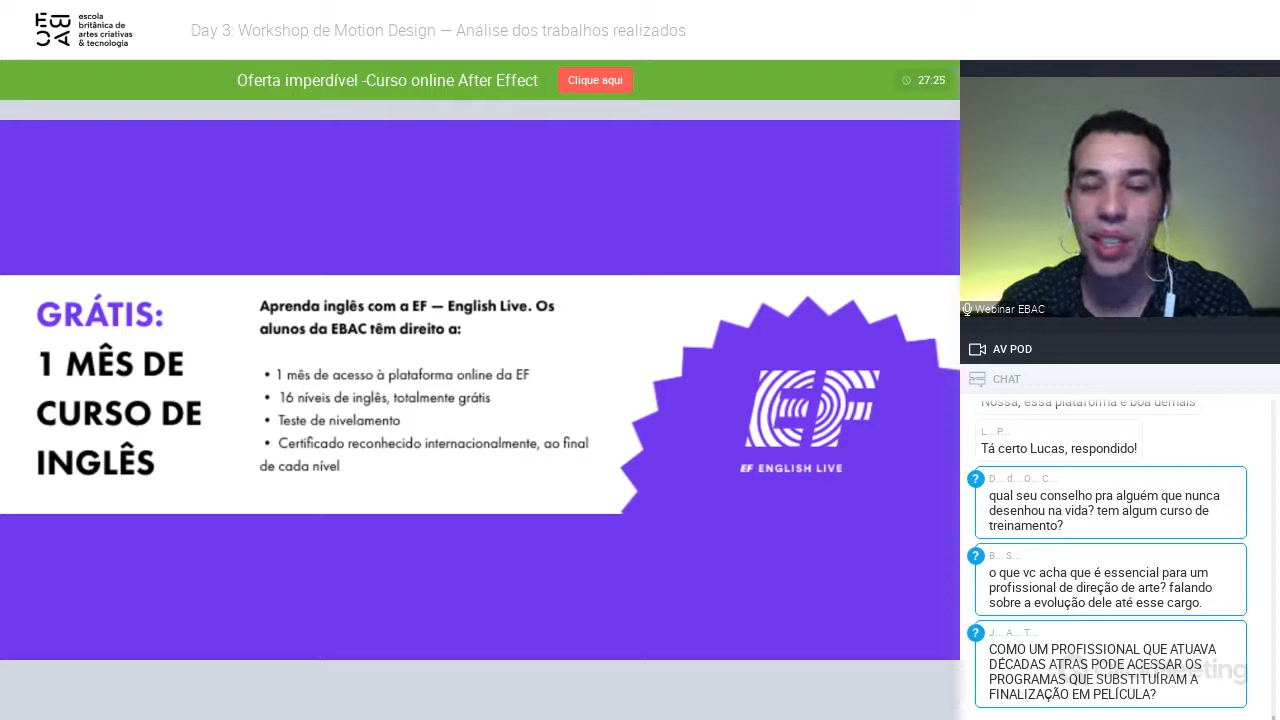 escola
britânica de
artes criativas
& tecnologia
Day 3: Workshop de Motion Design — Análise dos trabalhos realizados
Oferta imperdível -Curso online After Effect
Clique aqui
27:25
GRÁTIS:
1 MÊS DE
CURSO DE
INGLÊS
Aprenda inglês com a EF — English Live. Os
alunos da EBAC têm direito a:
• 1 mês de acesso à plataforma online da EF
• 16 níveis de inglês, totalmente grátis
• Teste de nivelamento
• Certificado reconhecido internacionalmente, ao final
de cada nível
EF
EF ENGLISH LIVE
Webinar EBAC
AV POD
CHAT
Nossa, essa plataforma é boa demais
L... P...
Tá certo Lucas, respondido!
? D... d... O... C...
qual seu conselho pra alguém que nunca
desenhou na vida? tem algum curso de
treinamento?
? B... S...
o que vc acha que é essencial para um
profissional de direção de arte? falando
sobre a evolução dele até esse cargo.
? J... A... T...
COMO UM PROFISSIONAL QUE ATUAVA
DÉCADAS ATRÁS PODE ACESSAR OS
PROGRAMAS QUE SUBSTITUÍRAM A
FINALIZAÇÃO EM PELÍCULA?